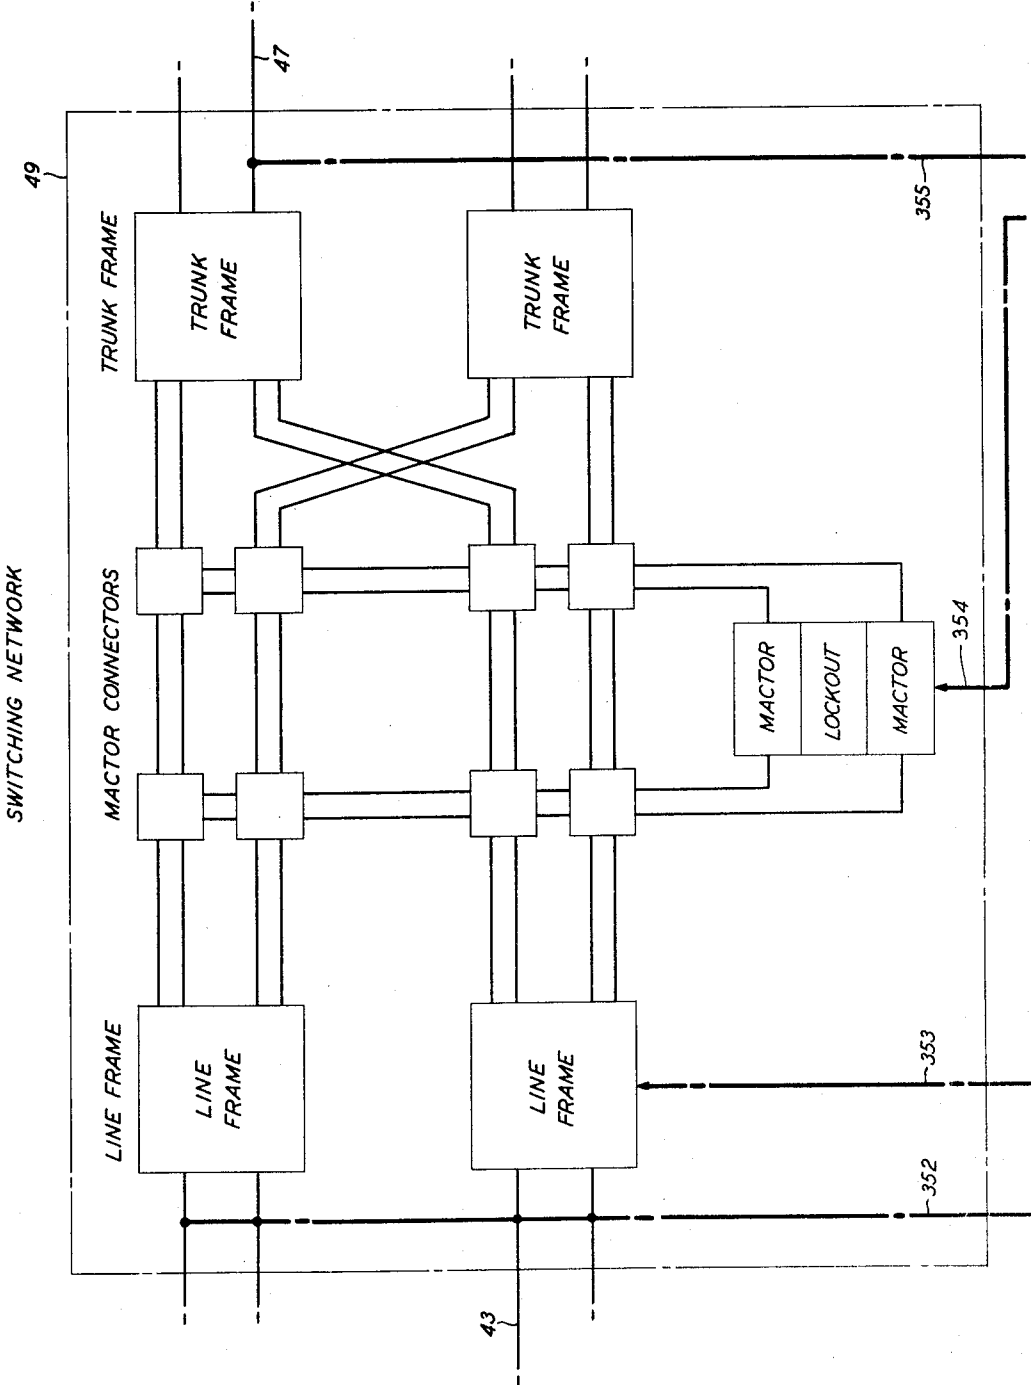 SWITCHING NETWORK
49
LINE FRAME
MACTOR CONNECTORS
TRUNK FRAME
LINE
FRAME
TRUNK
FRAME
47
43
LINE
FRAME
TRUNK
FRAME
MACTOR
LOCKOUT
MACTOR
352
353
354
355